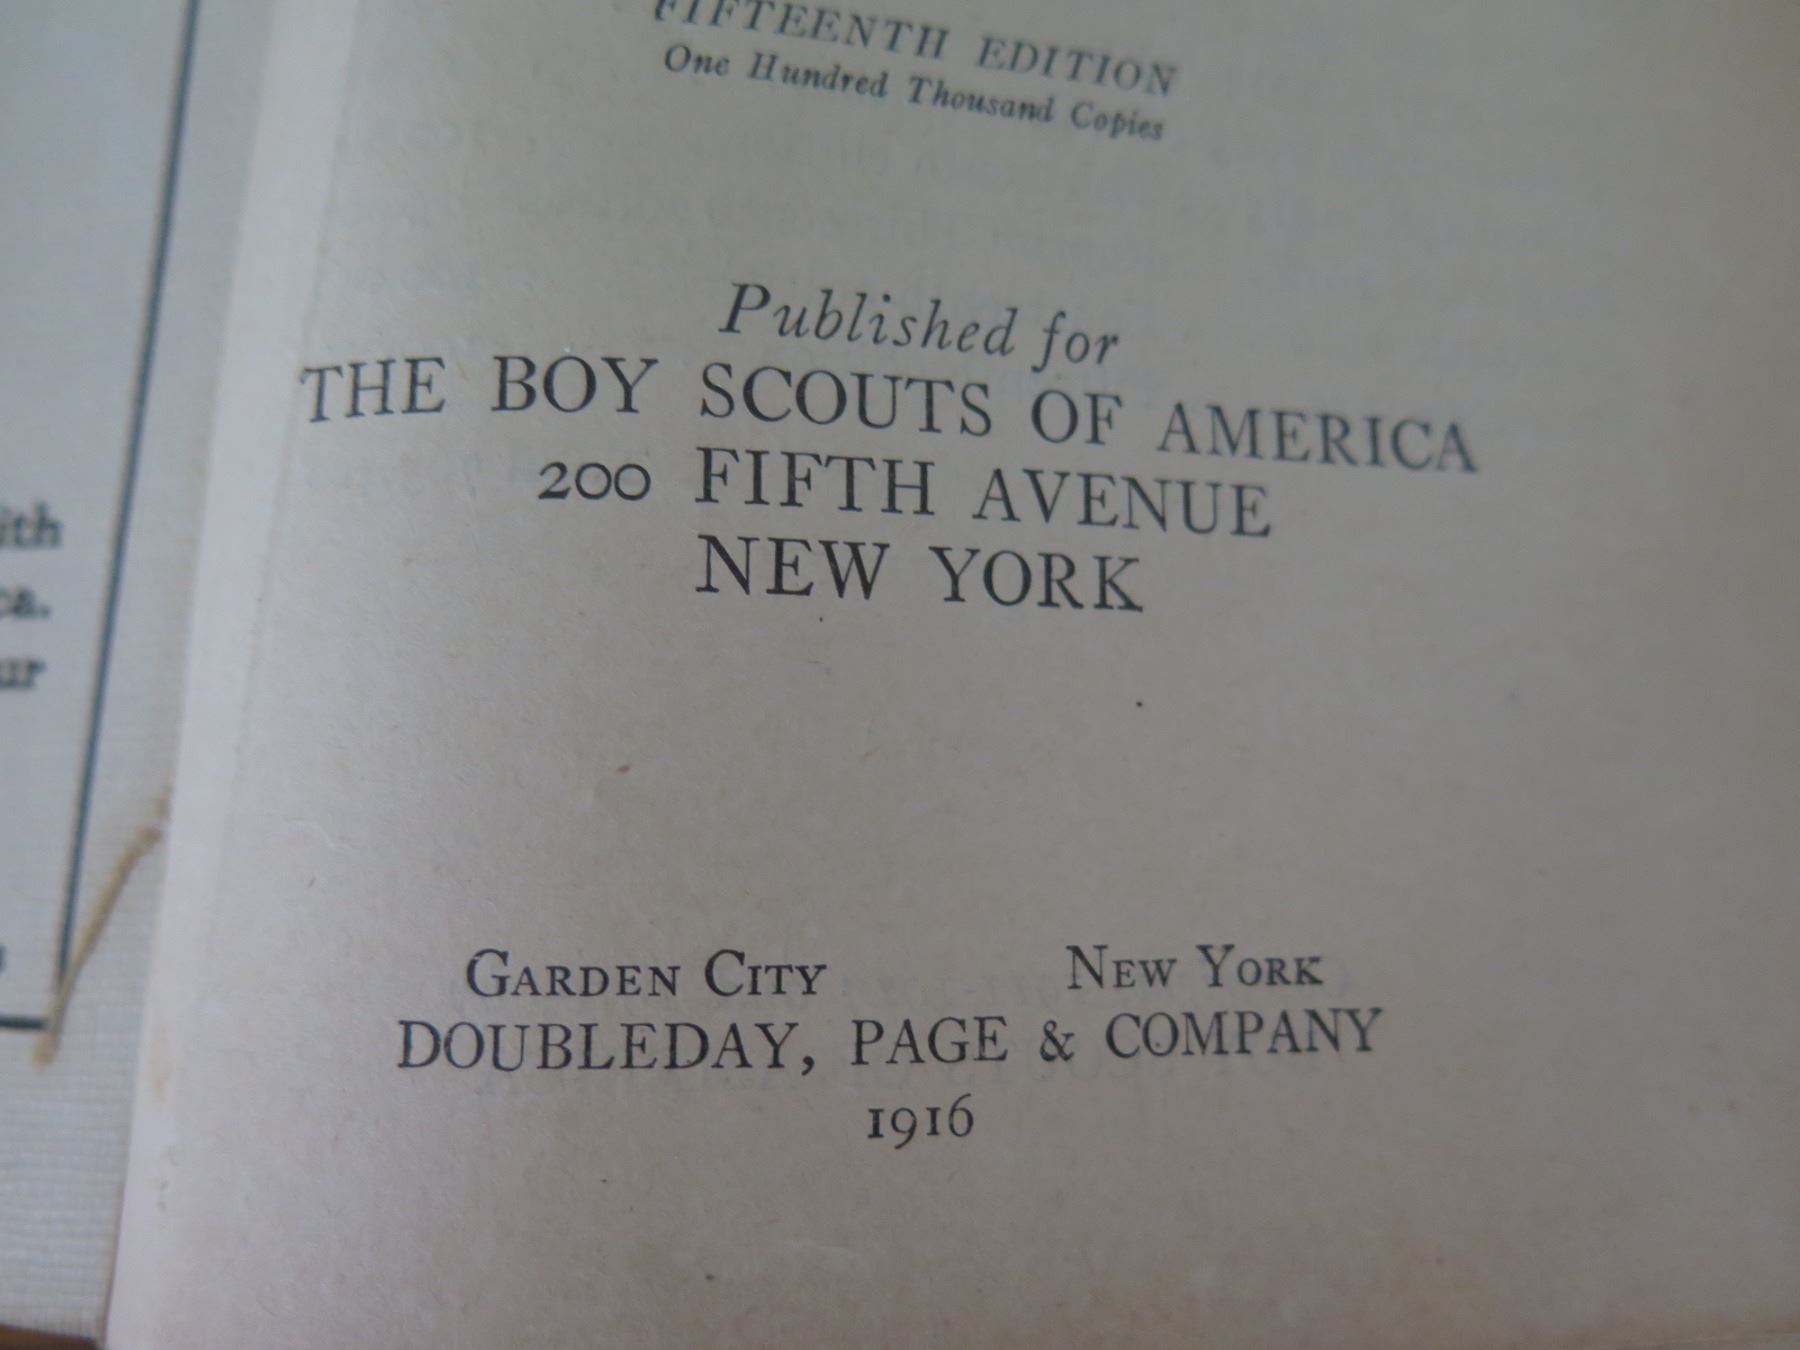 FIFTEENTH EDITION
One Hundred Thousand Copies
Published for
THE BOY SCOUTS OF AMERICA
200 FIFTH AVENUE
NEW YORK
GARDEN CITY NEW YORK
DOUBLEDAY, PAGE & COMPANY
1916